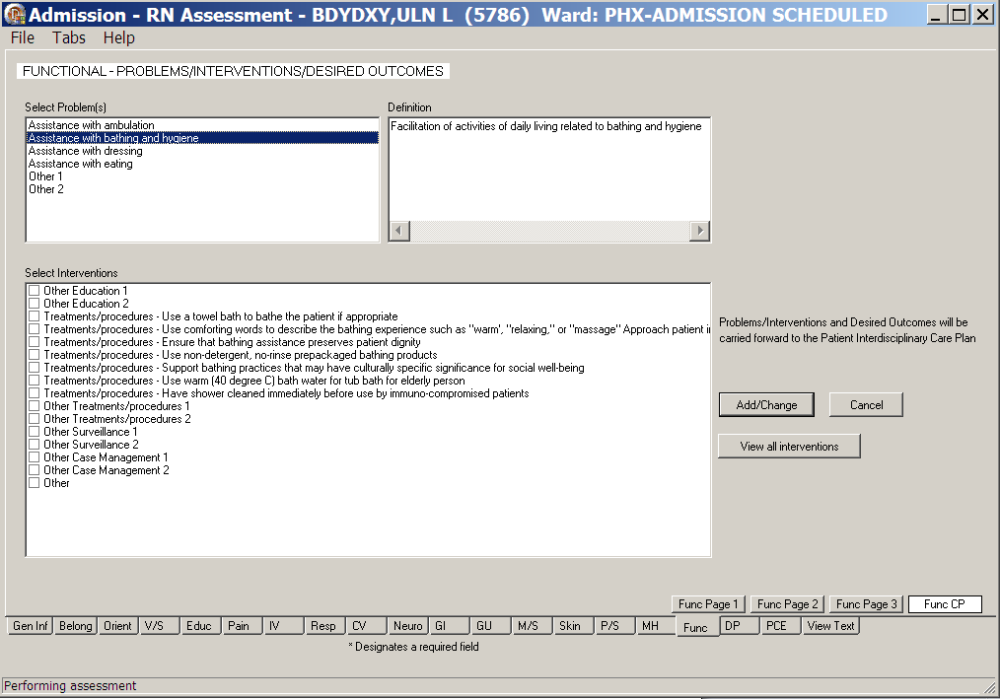 Admission - RN Assessment - BDYDXY,ULN L (5786) Ward: PHX-ADMISSION SCHEDULED
File Tabs Help
FUNCTIONAL - PROBLEMS/INTERVENTIONS/DESIRED OUTCOMES
Select Problem(s)
Assistance with ambulation
Assistance with bathing and hygiene
Assistance with dressing
Assistance with eating
Other 1
Other 2
Definition
Facilitation of activities of daily living related to bathing and hygiene
Select Interventions
Other Education 1
Other Education 2
Treatments/procedures - Use a towel bath to bathe the patient if appropriate
Treatments/procedures - Use comforting words to describe the bathing experience such as "warm', "relaxing," or "massage" Approach patient i
Treatments/procedures - Ensure that bathing assistance preserves patient dignity
Treatments/procedures - Use non-detergent, no-rinse prepackaged bathing products
Treatments/procedures - Support bathing practices that may have culturally specific significance for social well-being
Treatments/procedures - Use warm (40 degree C) bath water for tub bath for elderly person
Treatments/procedures - Have shower cleaned immediately before use by immuno-compromised patients
Other Treatments/procedures 1
Other Treatments/procedures 2
Other Surveillance 1
Other Surveillance 2
Other Case Management 1
Other Case Management 2
Other
Problems/Interventions and Desired Outcomes will be
carried forward to the Patient Interdisciplinary Care Plan
Add/Change Cancel
View all interventions
Func Page 1 Func Page 2 Func Page 3 Func CP
Gen Inf Belong Orient V/S Educ Pain IV Resp CV Neuro GI GU M/S Skin P/S MH Func DP PCE View Text
* Designates a required field
Performing assessment